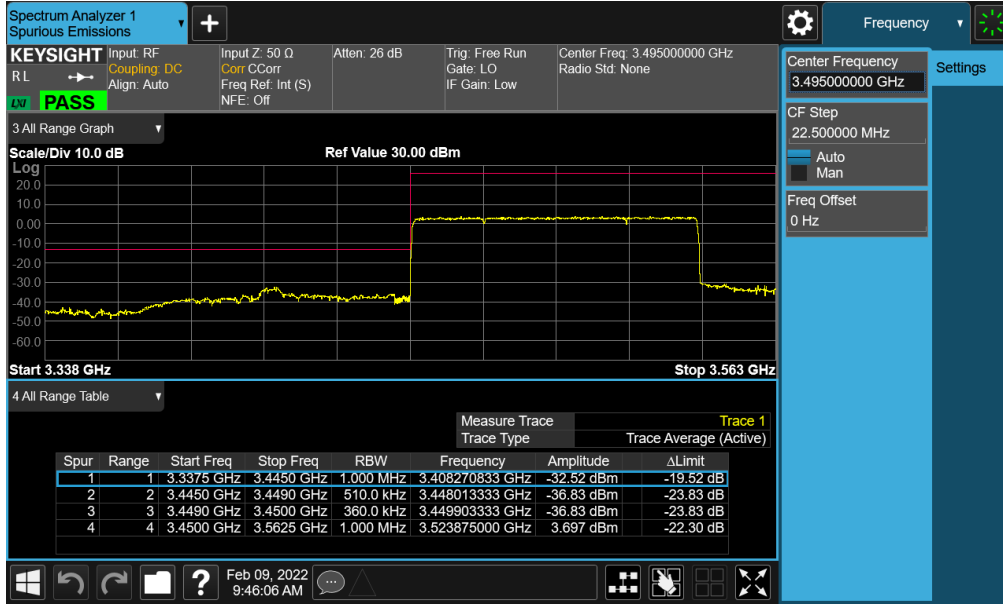 Spectrum Analyzer 1
Spurious Emissions
Frequency
KEYSIGHT Input: RF Input Z: 50 Ω Atten: 26 dB Trig: Free Run Center Freq: 3.495000000 GHz
R L Coupling: DC Corr CCorr Gate: LO Radio Std: None
Align: Auto Freq Ref: Int (S) IF Gain: Low
LXI PASS NFE: Off
Center Frequency
3.495000000 GHz
Settings
CF Step
22.500000 MHz
Auto
Man
Freq Offset
0 Hz
3 All Range Graph
Scale/Div 10.0 dB Ref Value 30.00 dBm
Log
20.0
10.0
0.00
-10.0
-20.0
-30.0
-40.0
-50.0
-60.0
Start 3.338 GHz Stop 3.563 GHz
4 All Range Table
Measure Trace Trace 1
Trace Type Trace Average (Active)
Spur Range Start Freq Stop Freq RBW Frequency Amplitude ΔLimit
1 1 3.3375 GHz 3.4450 GHz 1.000 MHz 3.408270833 GHz -32.52 dBm -19.52 dB
2 2 3.4450 GHz 3.4490 GHz 510.0 kHz 3.448013333 GHz -36.83 dBm -23.83 dB
3 3 3.4490 GHz 3.4500 GHz 360.0 kHz 3.449903333 GHz -36.83 dBm -23.83 dB
4 4 3.4500 GHz 3.5625 GHz 1.000 MHz 3.523875000 GHz 3.697 dBm -22.30 dB
? Feb 09, 2022
9:46:06 AM